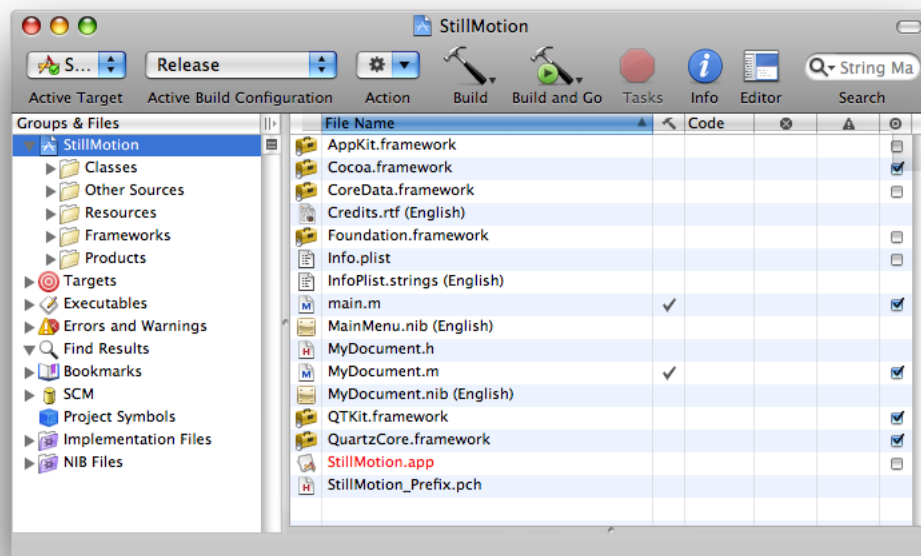 StillMotion
S... Release String Ma
Active Target Active Build Configuration Action Build Build and Go Tasks Info Editor Search
Groups & Files
StillMotion
Classes
Other Sources
Resources
Frameworks
Products
Targets
Executables
Errors and Warnings
Find Results
Bookmarks
SCM
Project Symbols
Implementation Files
NIB Files
File Name Code
AppKit.framework
Cocoa.framework
CoreData.framework
Credits.rtf (English)
Foundation.framework
Info.plist
InfoPlist.strings (English)
main.m
MainMenu.nib (English)
MyDocument.h
MyDocument.m
MyDocument.nib (English)
QTKit.framework
QuartzCore.framework
StillMotion.app
StillMotion_Prefix.pch